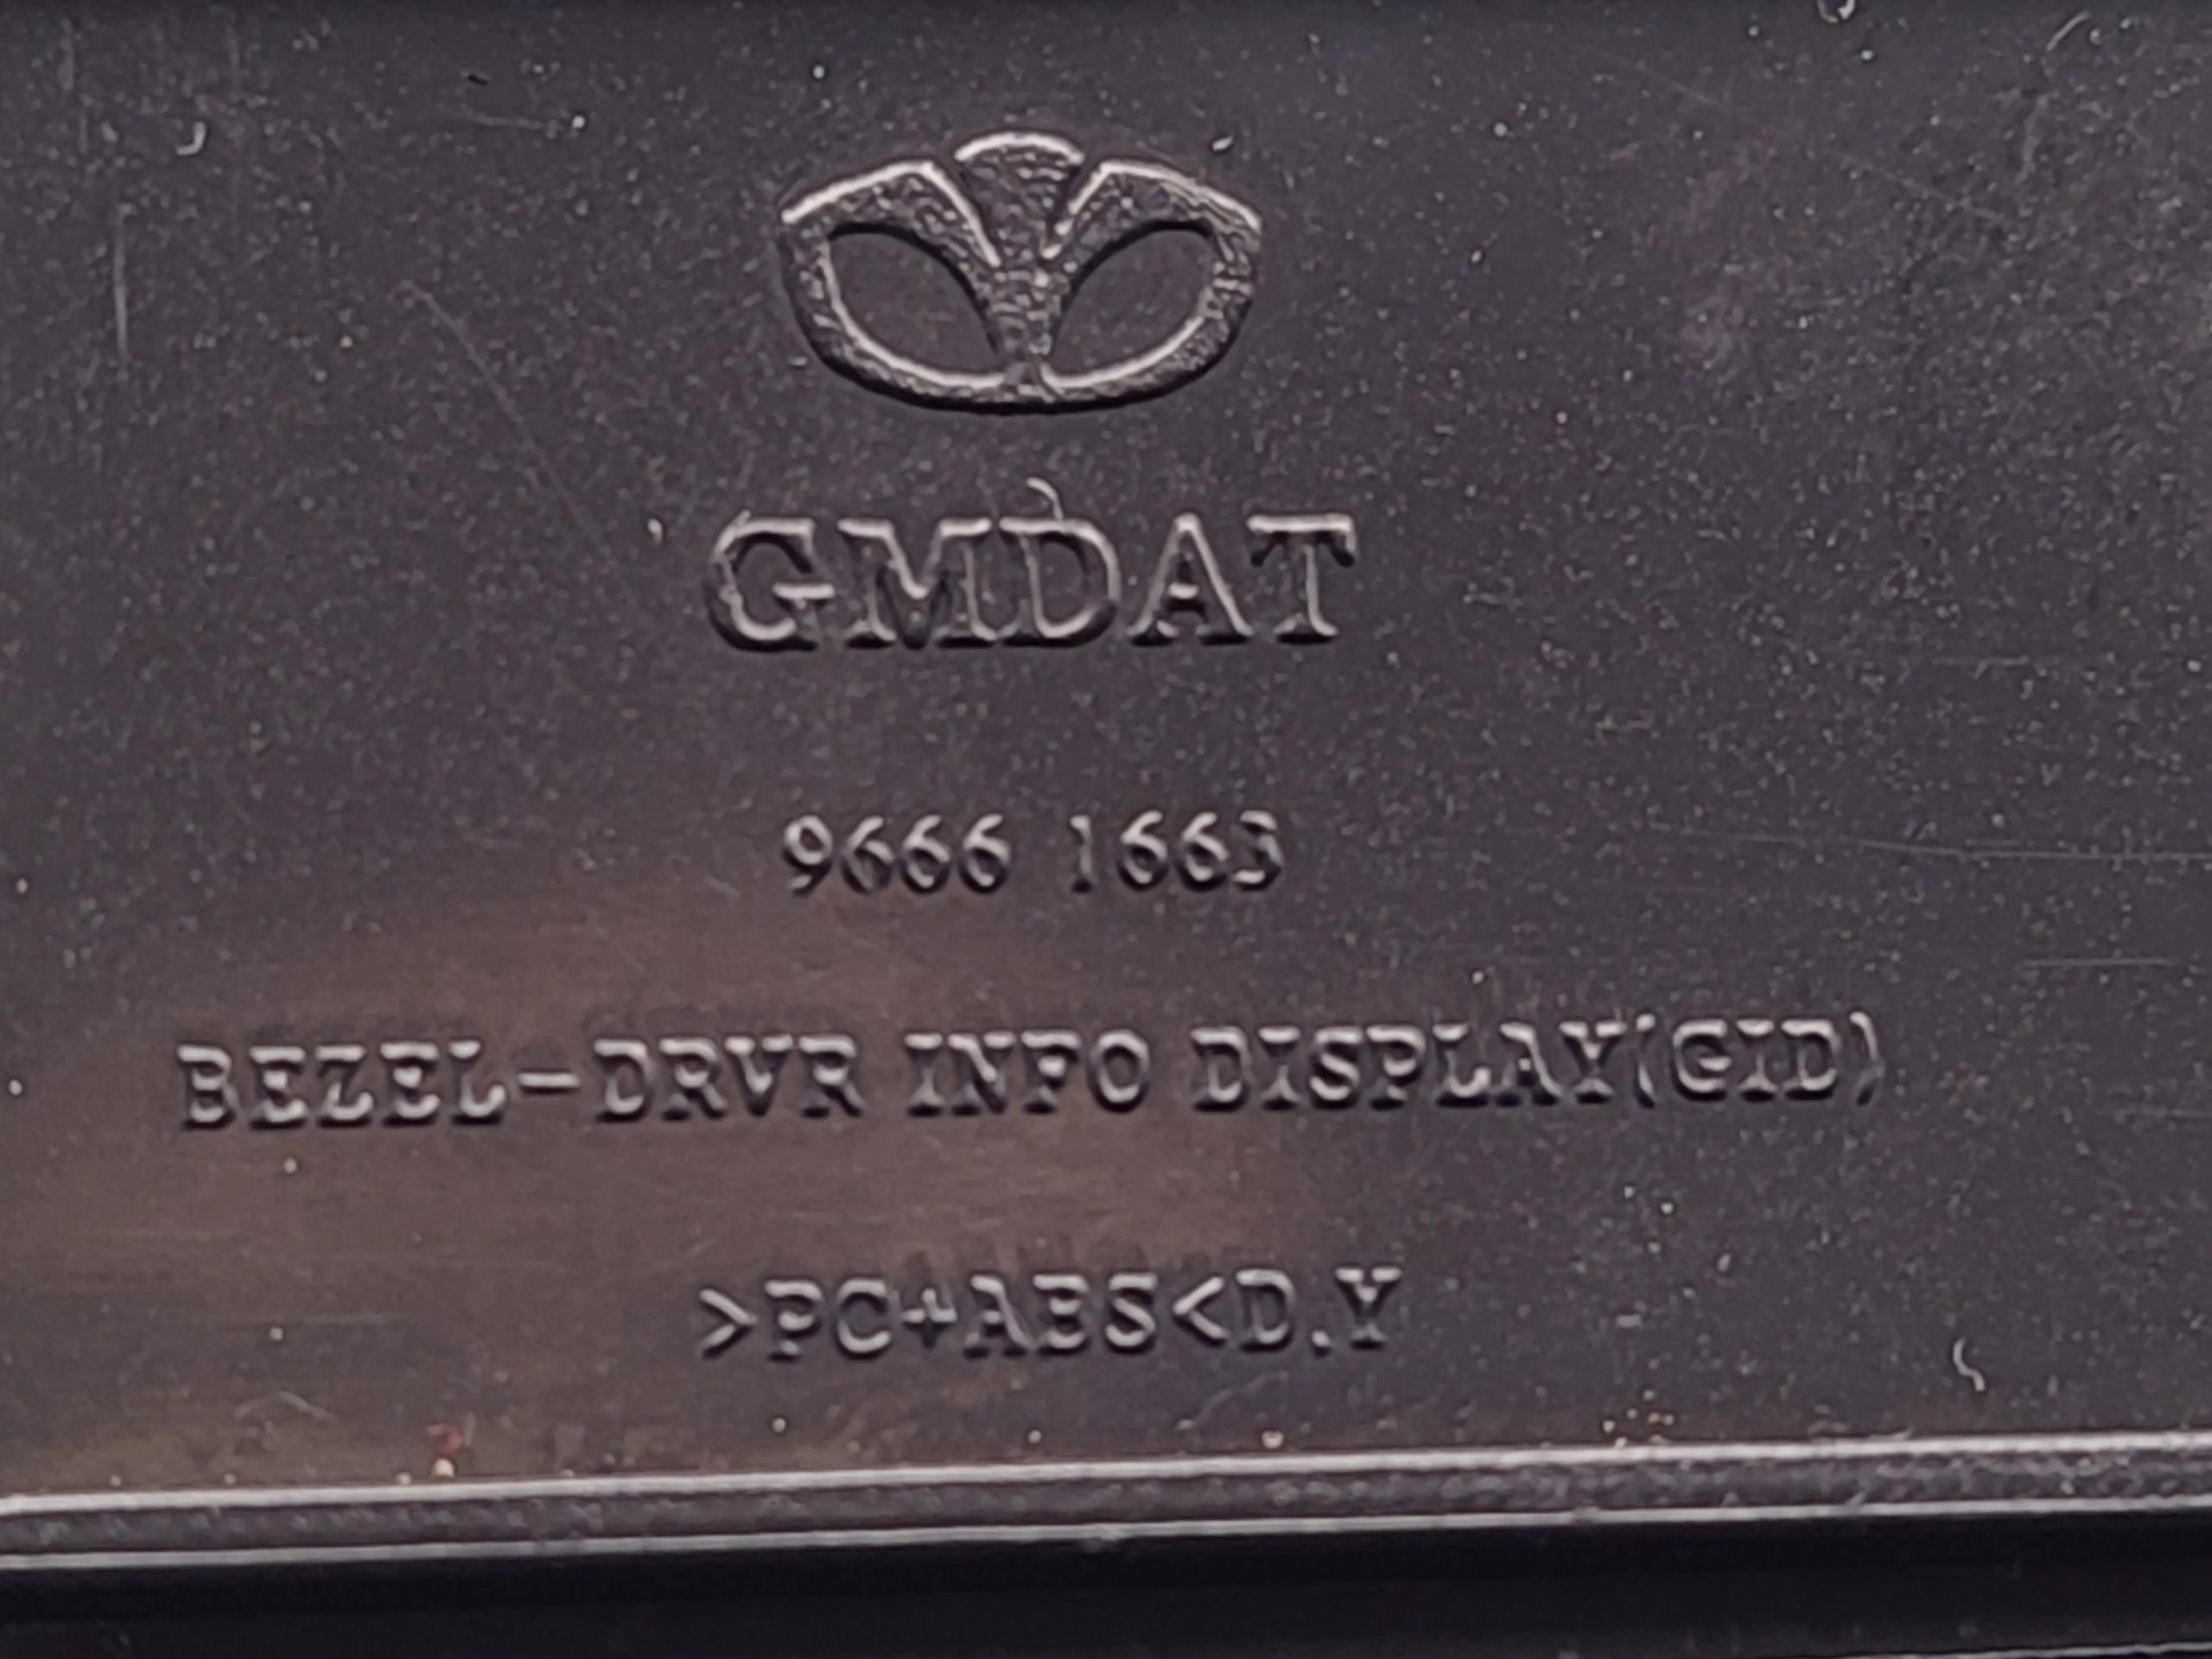 GMDAT
9666 1663
BEZEL-DRVR INFO DISPLAY(GID)
>PC+ABS<D.Y